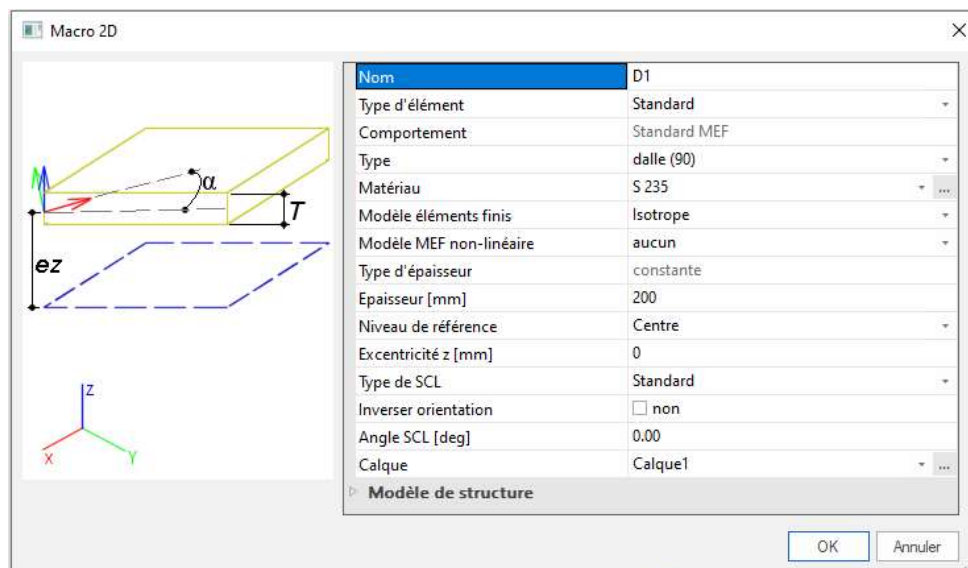 Macro 2D
α
T
ez
Z
X
Y
Nom D1
Type d'élément Standard
Comportement Standard MEF
Type dalle (90)
Matériau S 235 ...
Modèle éléments finis Isotrope
Modèle MEF non-linéaire aucun
Type d'épaisseur constante
Epaisseur [mm] 200
Niveau de référence Centre
Excentricité z [mm] 0
Type de SCL Standard
Inverser orientation non
Angle SCL [deg] 0.00
Calque Calque1 ...
Modèle de structure
OK Annuler